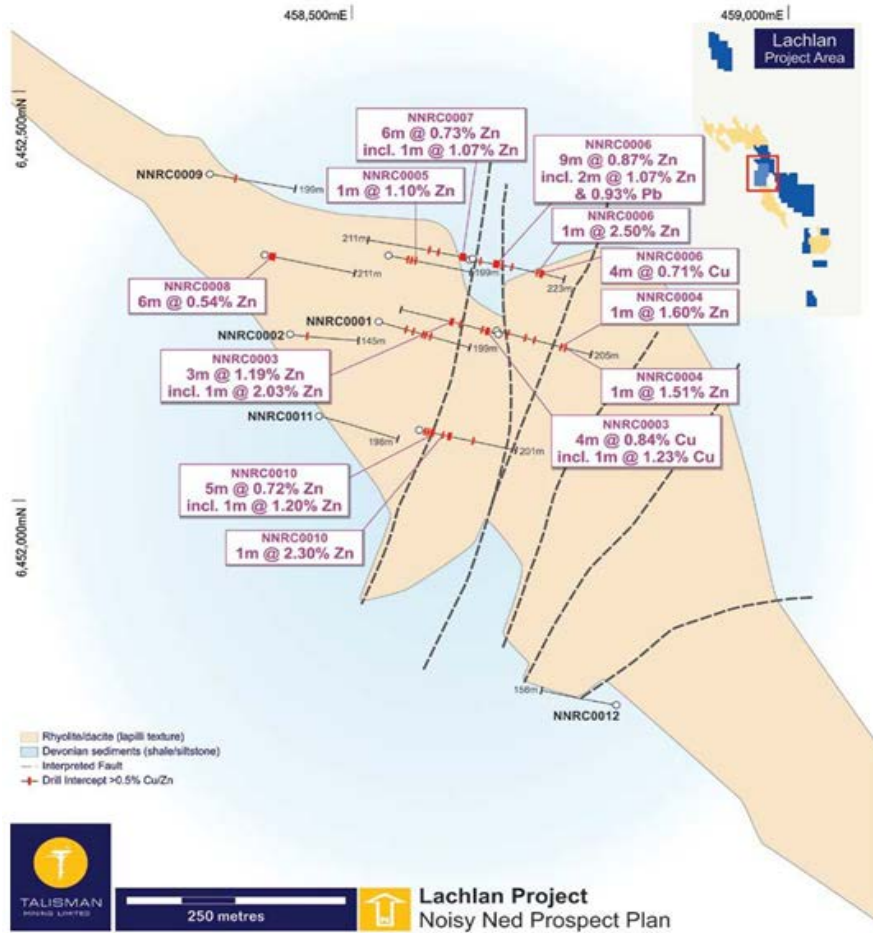 458,500mE
459,000mE
Lachlan
Project Area
6,452,500mN
NNRC0007
6m @ 0.73% Zn
incl. 1m @ 1.07% Zn
NNRC0006
9m @ 0.87% Zn
incl. 2m @ 1.07% Zn
& 0.93% Pb
NNRC0009
199m
NNRC0005
1m @ 1.10% Zn
NNRC0006
1m @ 2.50% Zn
211m
NNRC0006
4m @ 0.71% Cu
199m
211m
223m
NNRC0008
6m @ 0.54% Zn
NNRC0004
1m @ 1.60% Zn
NNRC0001
NNRC0002
145m
199m
205m
NNRC0003
3m @ 1.19% Zn
incl. 1m @ 2.03% Zn
NNRC0004
1m @ 1.51% Zn
NNRC0011
198m
201m
NNRC0003
4m @ 0.84% Cu
incl. 1m @ 1.23% Cu
NNRC0010
5m @ 0.72% Zn
incl. 1m @ 1.20% Zn
6,452,000mN
NNRC0010
1m @ 2.30% Zn
156m
NNRC0012
Rhyolite/dacite (lapilli texture)
Devonian sediments (shale/siltstone)
Interpreted Fault
Drill Intercept >0.5% Cu/Zn
TALISMAN
MINING LIMITED
250 metres
Lachlan Project
Noisy Ned Prospect Plan